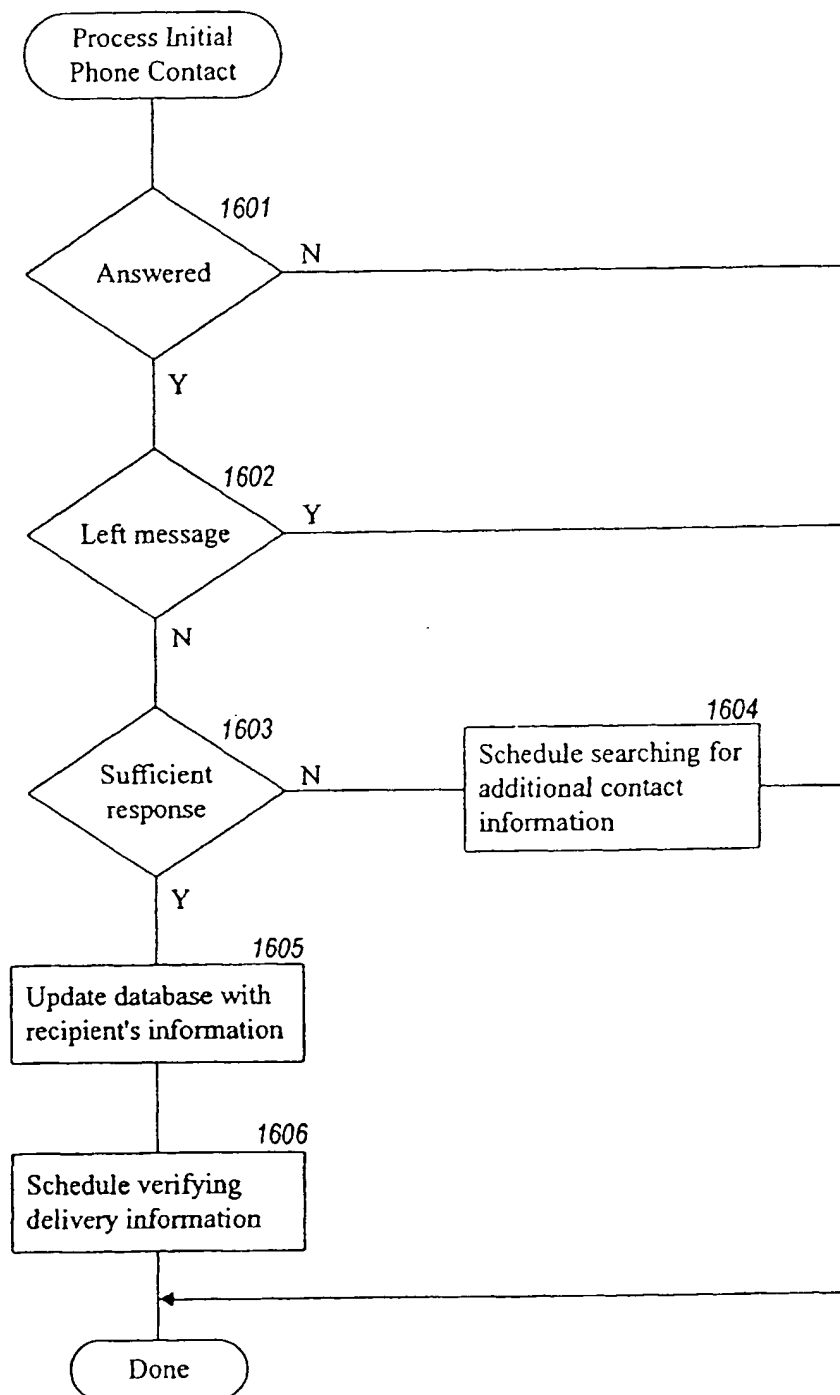 Process Initial
Phone Contact
1601
Answered
N
Y
1602
Left message
Y
N
1603
Sufficient
response
N
1604
Schedule searching for
additional contact
information
Y
1605
Update database with
recipient's information
1606
Schedule verifying
delivery information
Done